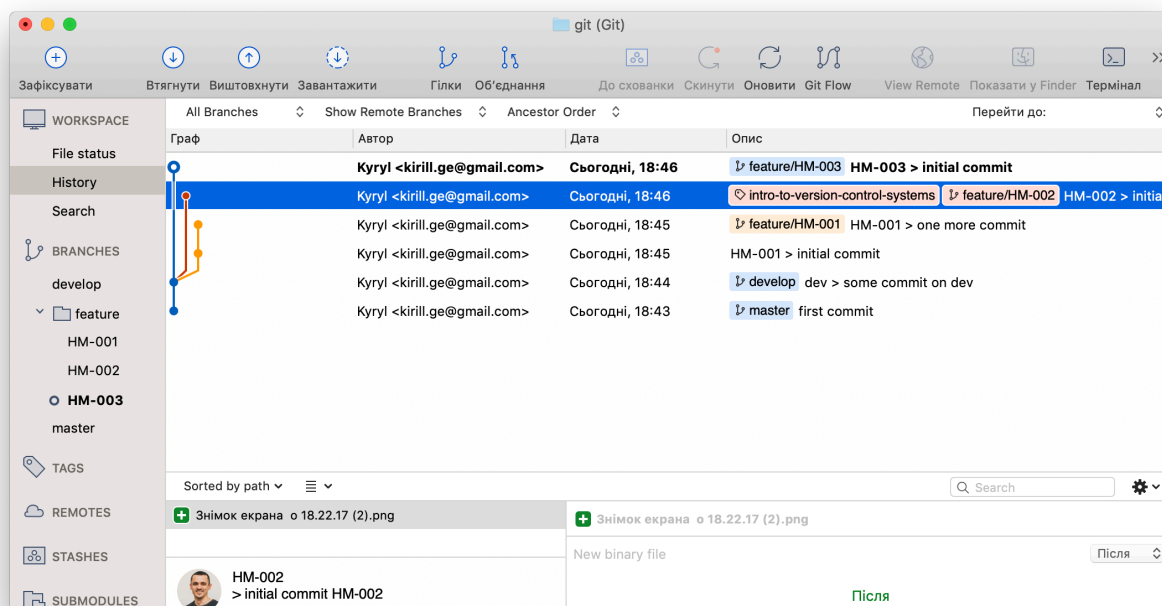 git (Git)
Зафіксувати Втягнути Виштовхнути Завантажити Гілки Об'єднання До схованки Скинути Оновити Git Flow View Remote Показати у Finder Термінал
WORKSPACE
File status
History
Search
BRANCHES
develop
feature
HM-001
HM-002
HM-003
master
TAGS
REMOTES
STASHES
SUBMODULES
All Branches Show Remote Branches Ancestor Order Перейти до:
Граф Автор Дата Опис
Kyryl <kirill.ge@gmail.com> Сьогодні, 18:46 feature/HM-003 HM-003 > initial commit
Kyryl <kirill.ge@gmail.com> Сьогодні, 18:46 intro-to-version-control-systems feature/HM-002 HM-002 > initia
Kyryl <kirill.ge@gmail.com> Сьогодні, 18:45 feature/HM-001 HM-001 > one more commit
Kyryl <kirill.ge@gmail.com> Сьогодні, 18:45 HM-001 > initial commit
Kyryl <kirill.ge@gmail.com> Сьогодні, 18:44 develop dev > some commit on dev
Kyryl <kirill.ge@gmail.com> Сьогодні, 18:43 master first commit
Sorted by path Search
Знімок екрана о 18.22.17 (2).png
HM-002
> initial commit HM-002
Знімок екрана о 18.22.17 (2).png
New binary file Після
Після